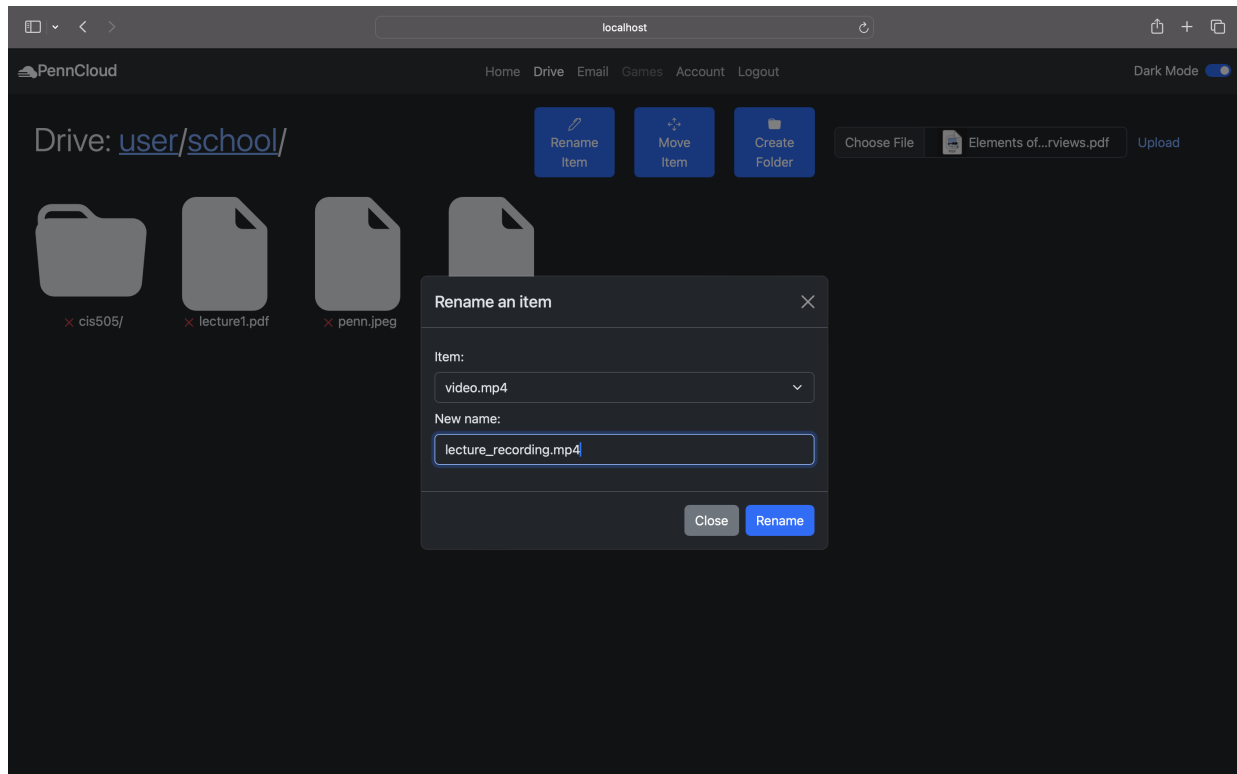 localhost
PennCloud
Home Drive Email Games Account Logout
Dark Mode
Drive: user/school/
Rename
Item
Move
Item
Create
Folder
Choose File Elements of...rviews.pdf Upload
× cis505/
× lecture1.pdf
× penn.jpeg
Rename an item
Item:
video.mp4
New name:
lecture_recording.mp4
Close Rename